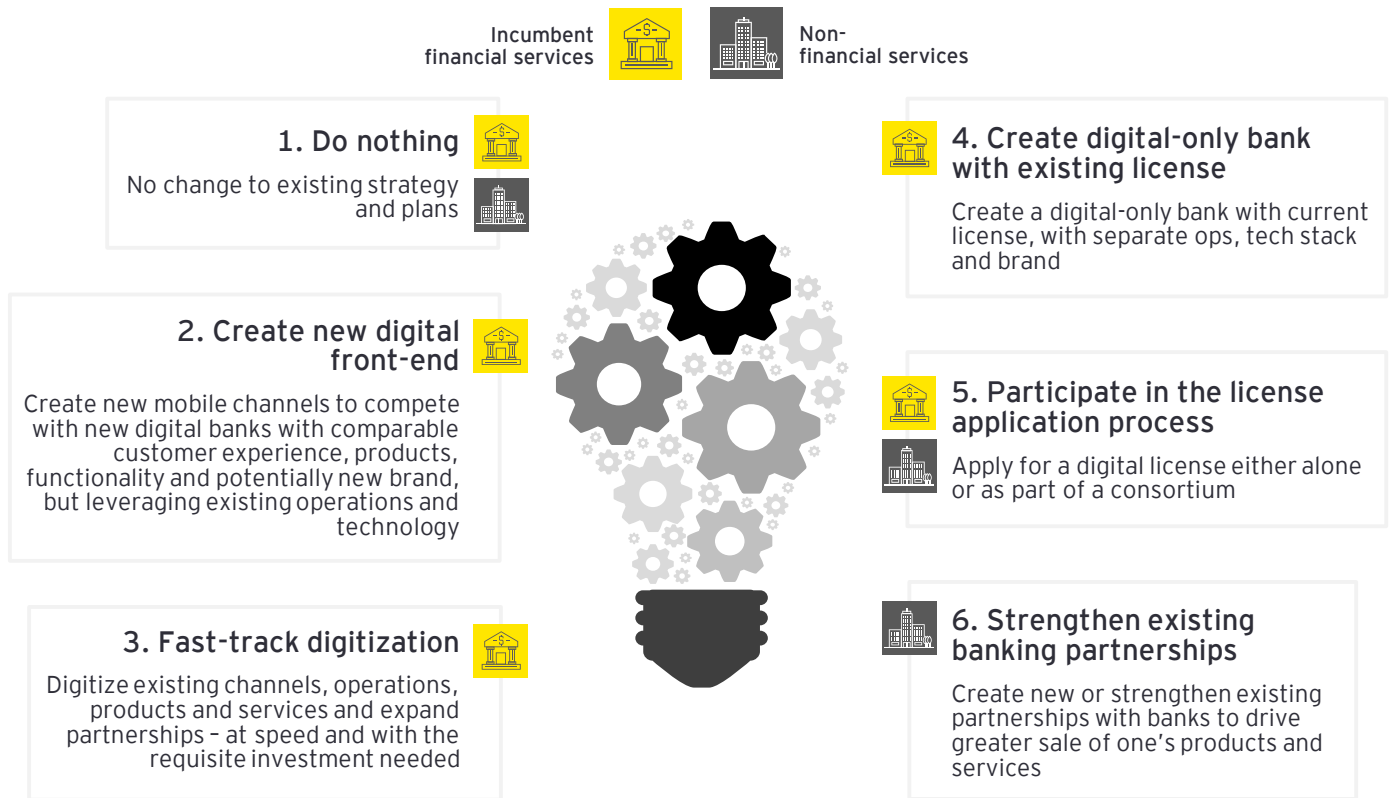 Incumbent
financial services
Non-
financial services
1. Do nothing
No change to existing strategy
and plans
2. Create new digital
front-end
Create new mobile channels to compete
with new digital banks with comparable
customer experience, products,
functionality and potentially new brand,
but leveraging existing operations and
technology
3. Fast-track digitization
Digitize existing channels, operations,
products and services and expand
partnerships – at speed and with the
requisite investment needed
4. Create digital-only bank
with existing license
Create a digital-only bank with current
license, with separate ops, tech stack
and brand
5. Participate in the license
application process
Apply for a digital license either alone
or as part of a consortium
6. Strengthen existing
banking partnerships
Create new or strengthen existing
partnerships with banks to drive
greater sale of one's products and
services